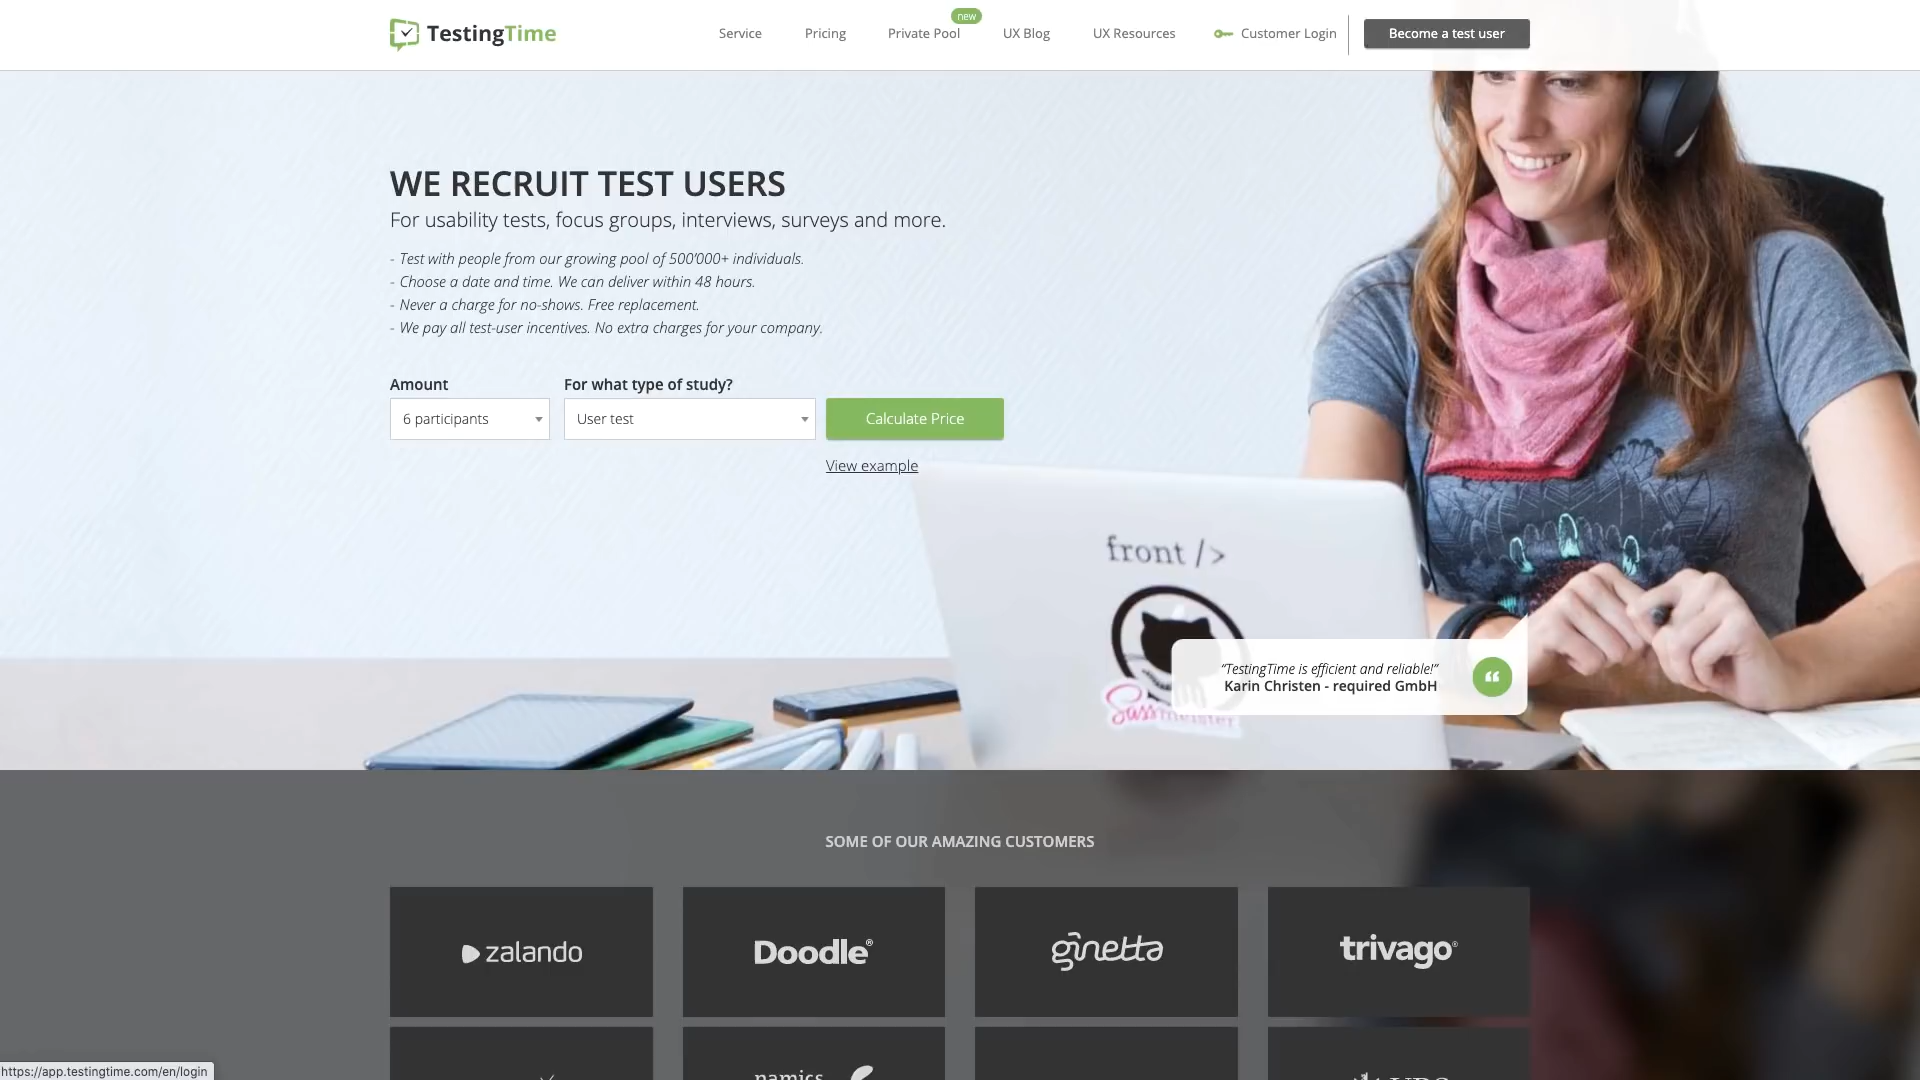 TestingTime
Service
Pricing
Private Pool
new
UX Blog
UX Resources
Customer Login
Become a test user
WE RECRUIT TEST USERS
For usability tests, focus groups, interviews, surveys and more.
- Test with people from our growing pool of 500’000+ individuals.
- Choose a date and time. We can deliver within 48 hours.
- Never a charge for no-shows. Free replacement.
- We pay all test-user incentives. No extra charges for your company.
Amount
For what type of study?
6 participants
User test
Calculate Price
View example
front />
Sassmeister
“TestingTime is efficient and reliable!”
Karin Christen - required GmbH
SOME OF OUR AMAZING CUSTOMERS
zalando
Doodle®
ginetta
trivago®
namics
UBS
https://app.testingtime.com/en/login